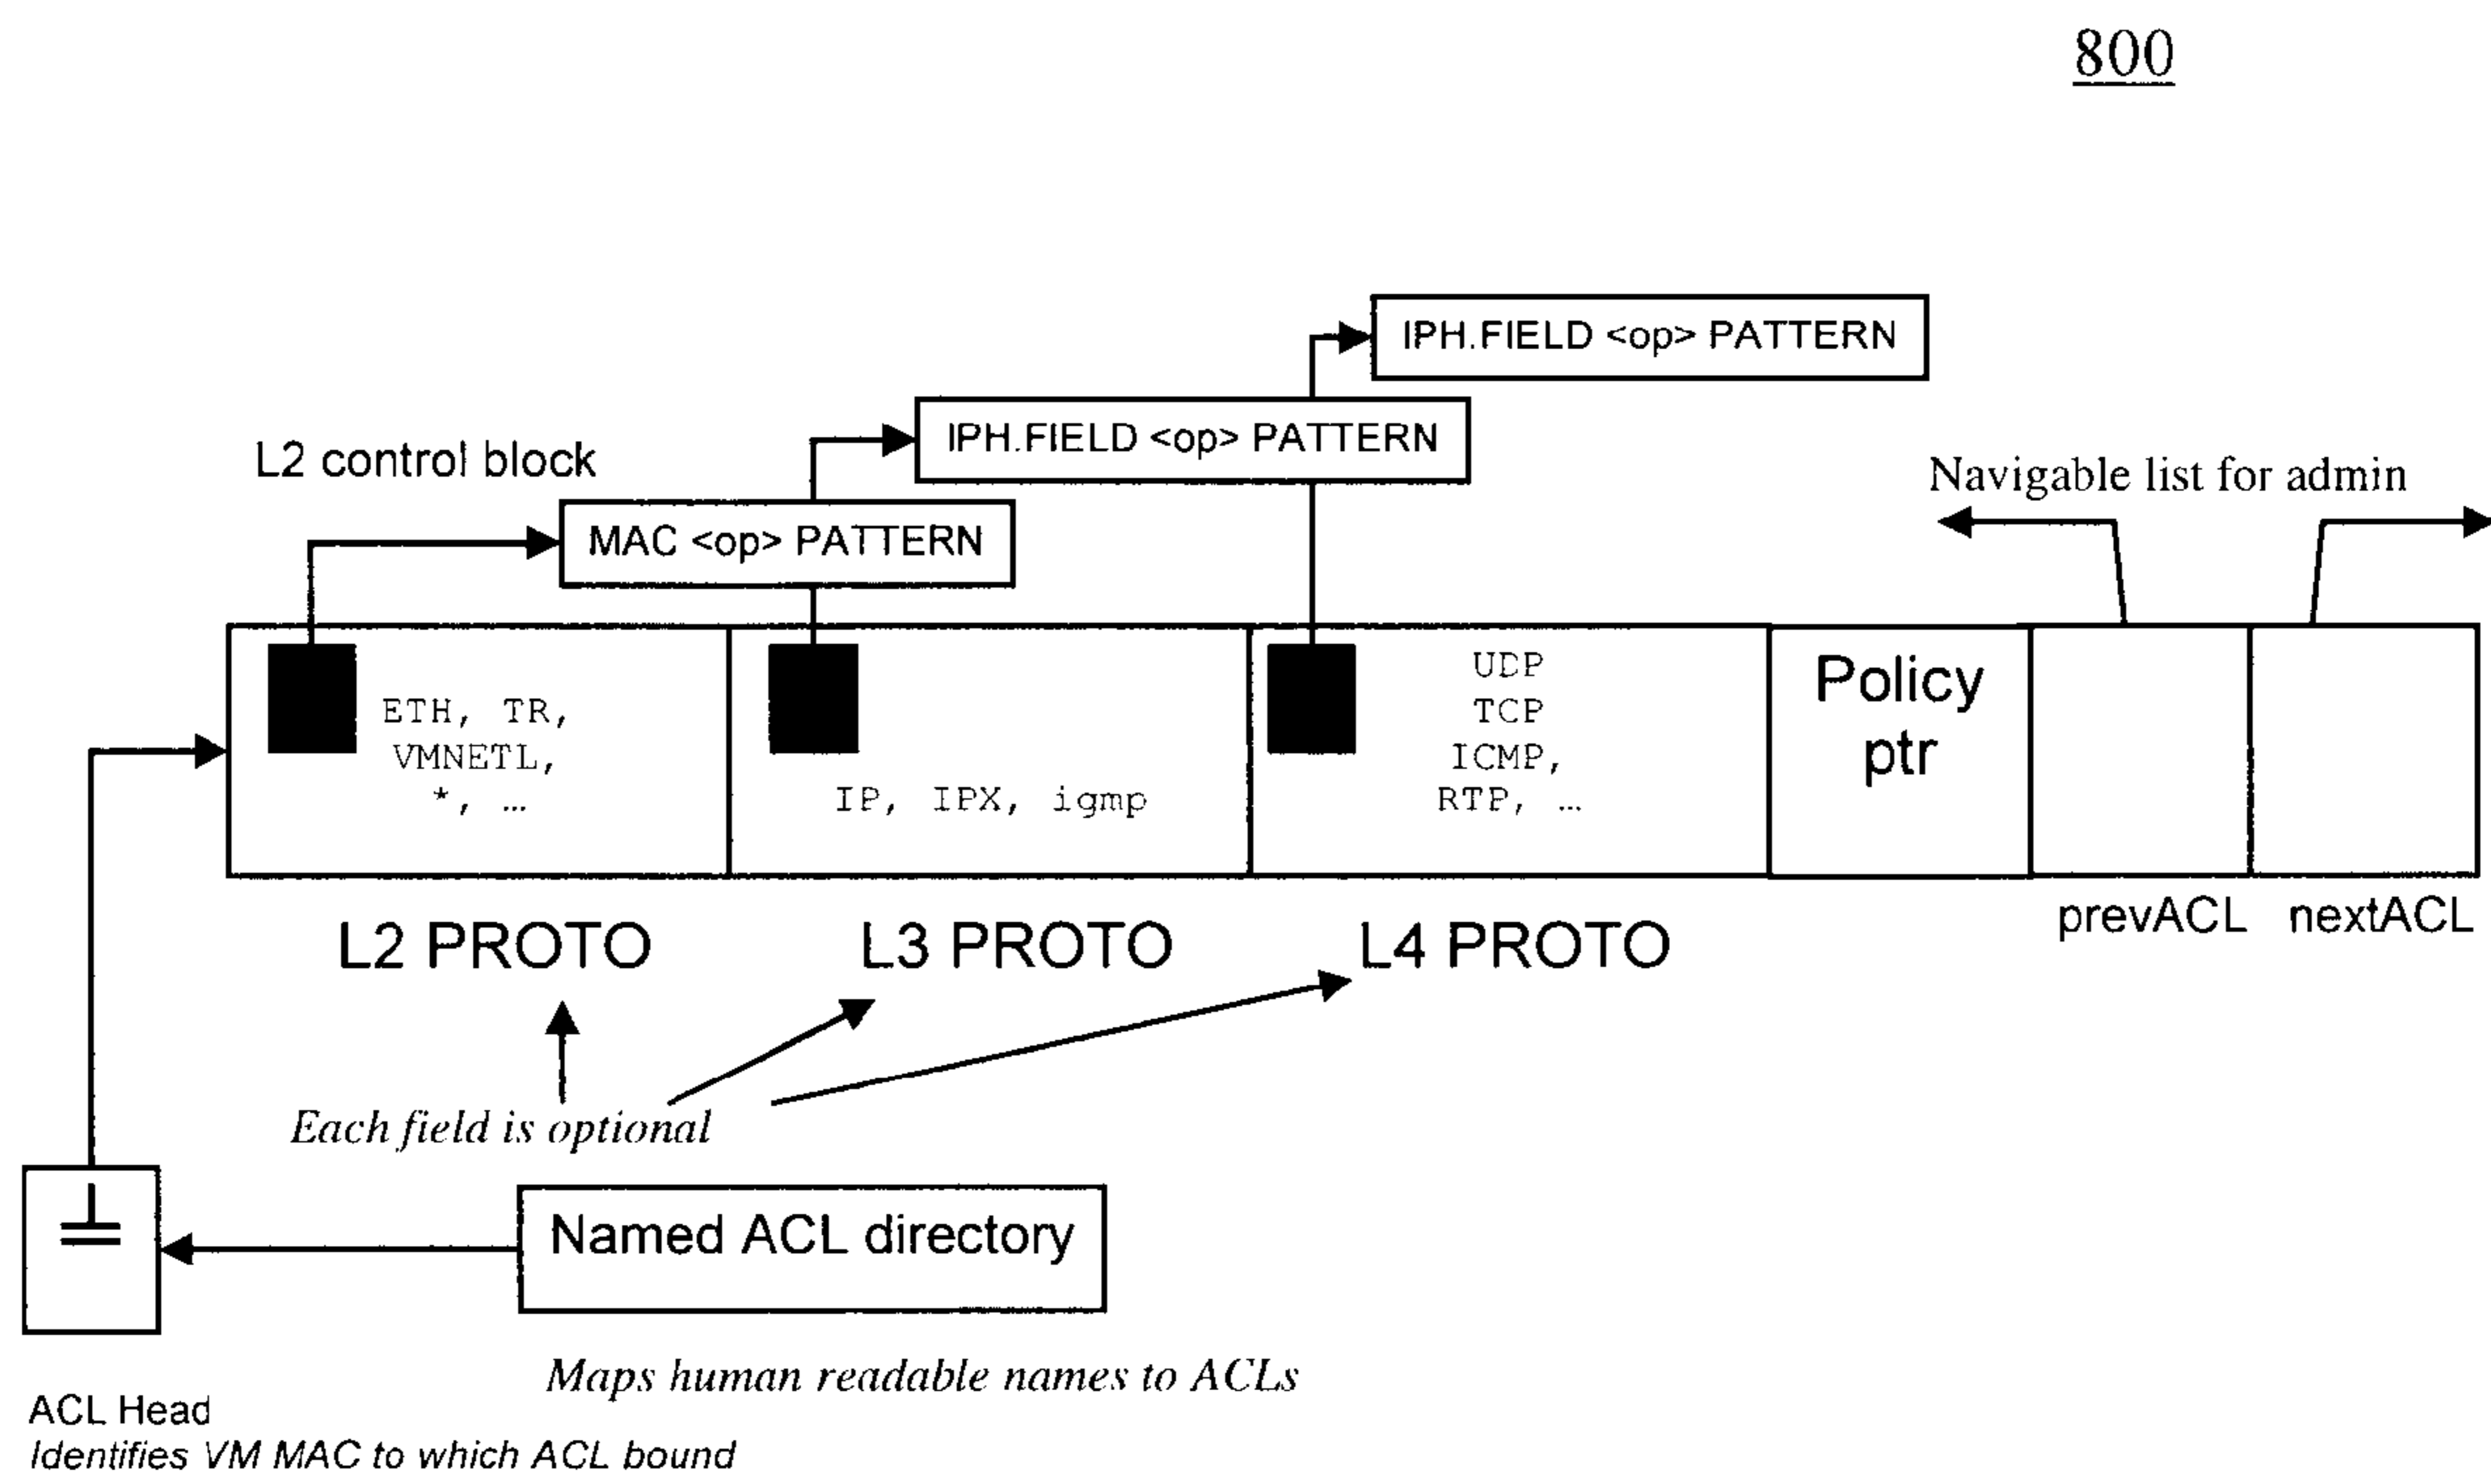 800
IPH.FIELD <op> PATTERN
IPH.FIELD <op> PATTERN
L2 control block
Navigable list for admin
MAC <op> PATTERN
ETH, TR,
VMNETL,
*, ...
IP, IPX, igmp
UDP
TCP
ICMP,
RTP, ...
Policy
ptr
prevACL
nextACL
L2 PROTO
L3 PROTO
L4 PROTO
Each field is optional
Named ACL directory
Maps human readable names to ACLs
ACL Head
Identifies VM MAC to which ACL bound